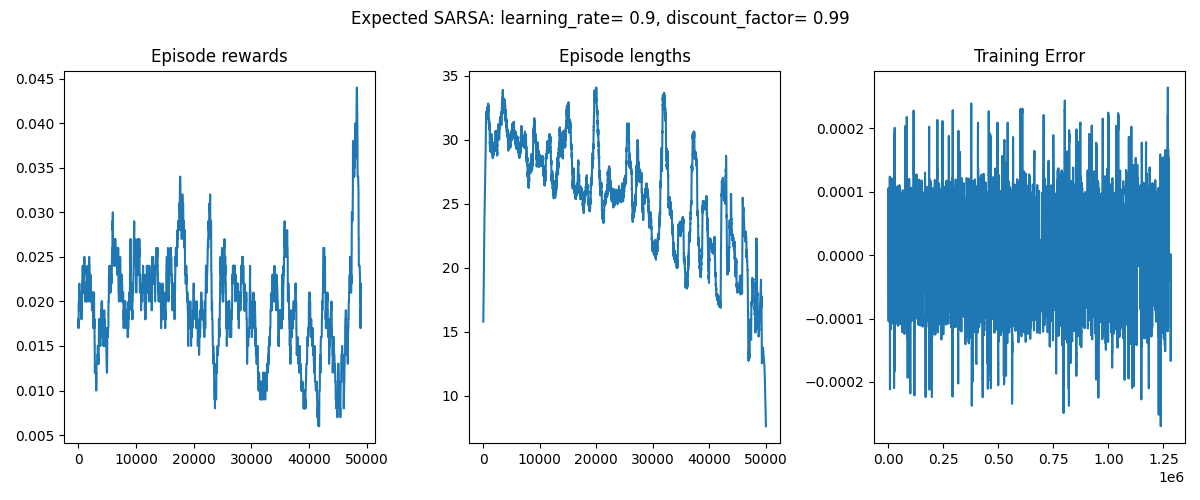 Expected SARSA: learning_rate= 0.9, discount_factor= 0.99
Episode rewards
0.045
0.040
0.035
0.030
0.025
0.020
0.015
0.010
0.005
0 10000 20000 30000 40000 50000
Episode lengths
35
30
25
20
15
10
0 10000 20000 30000 40000 50000
Training Error
0.0002
0.0001
0.0000
−0.0001
−0.0002
0.00 0.25 0.50 0.75 1.00 1.25
1e6